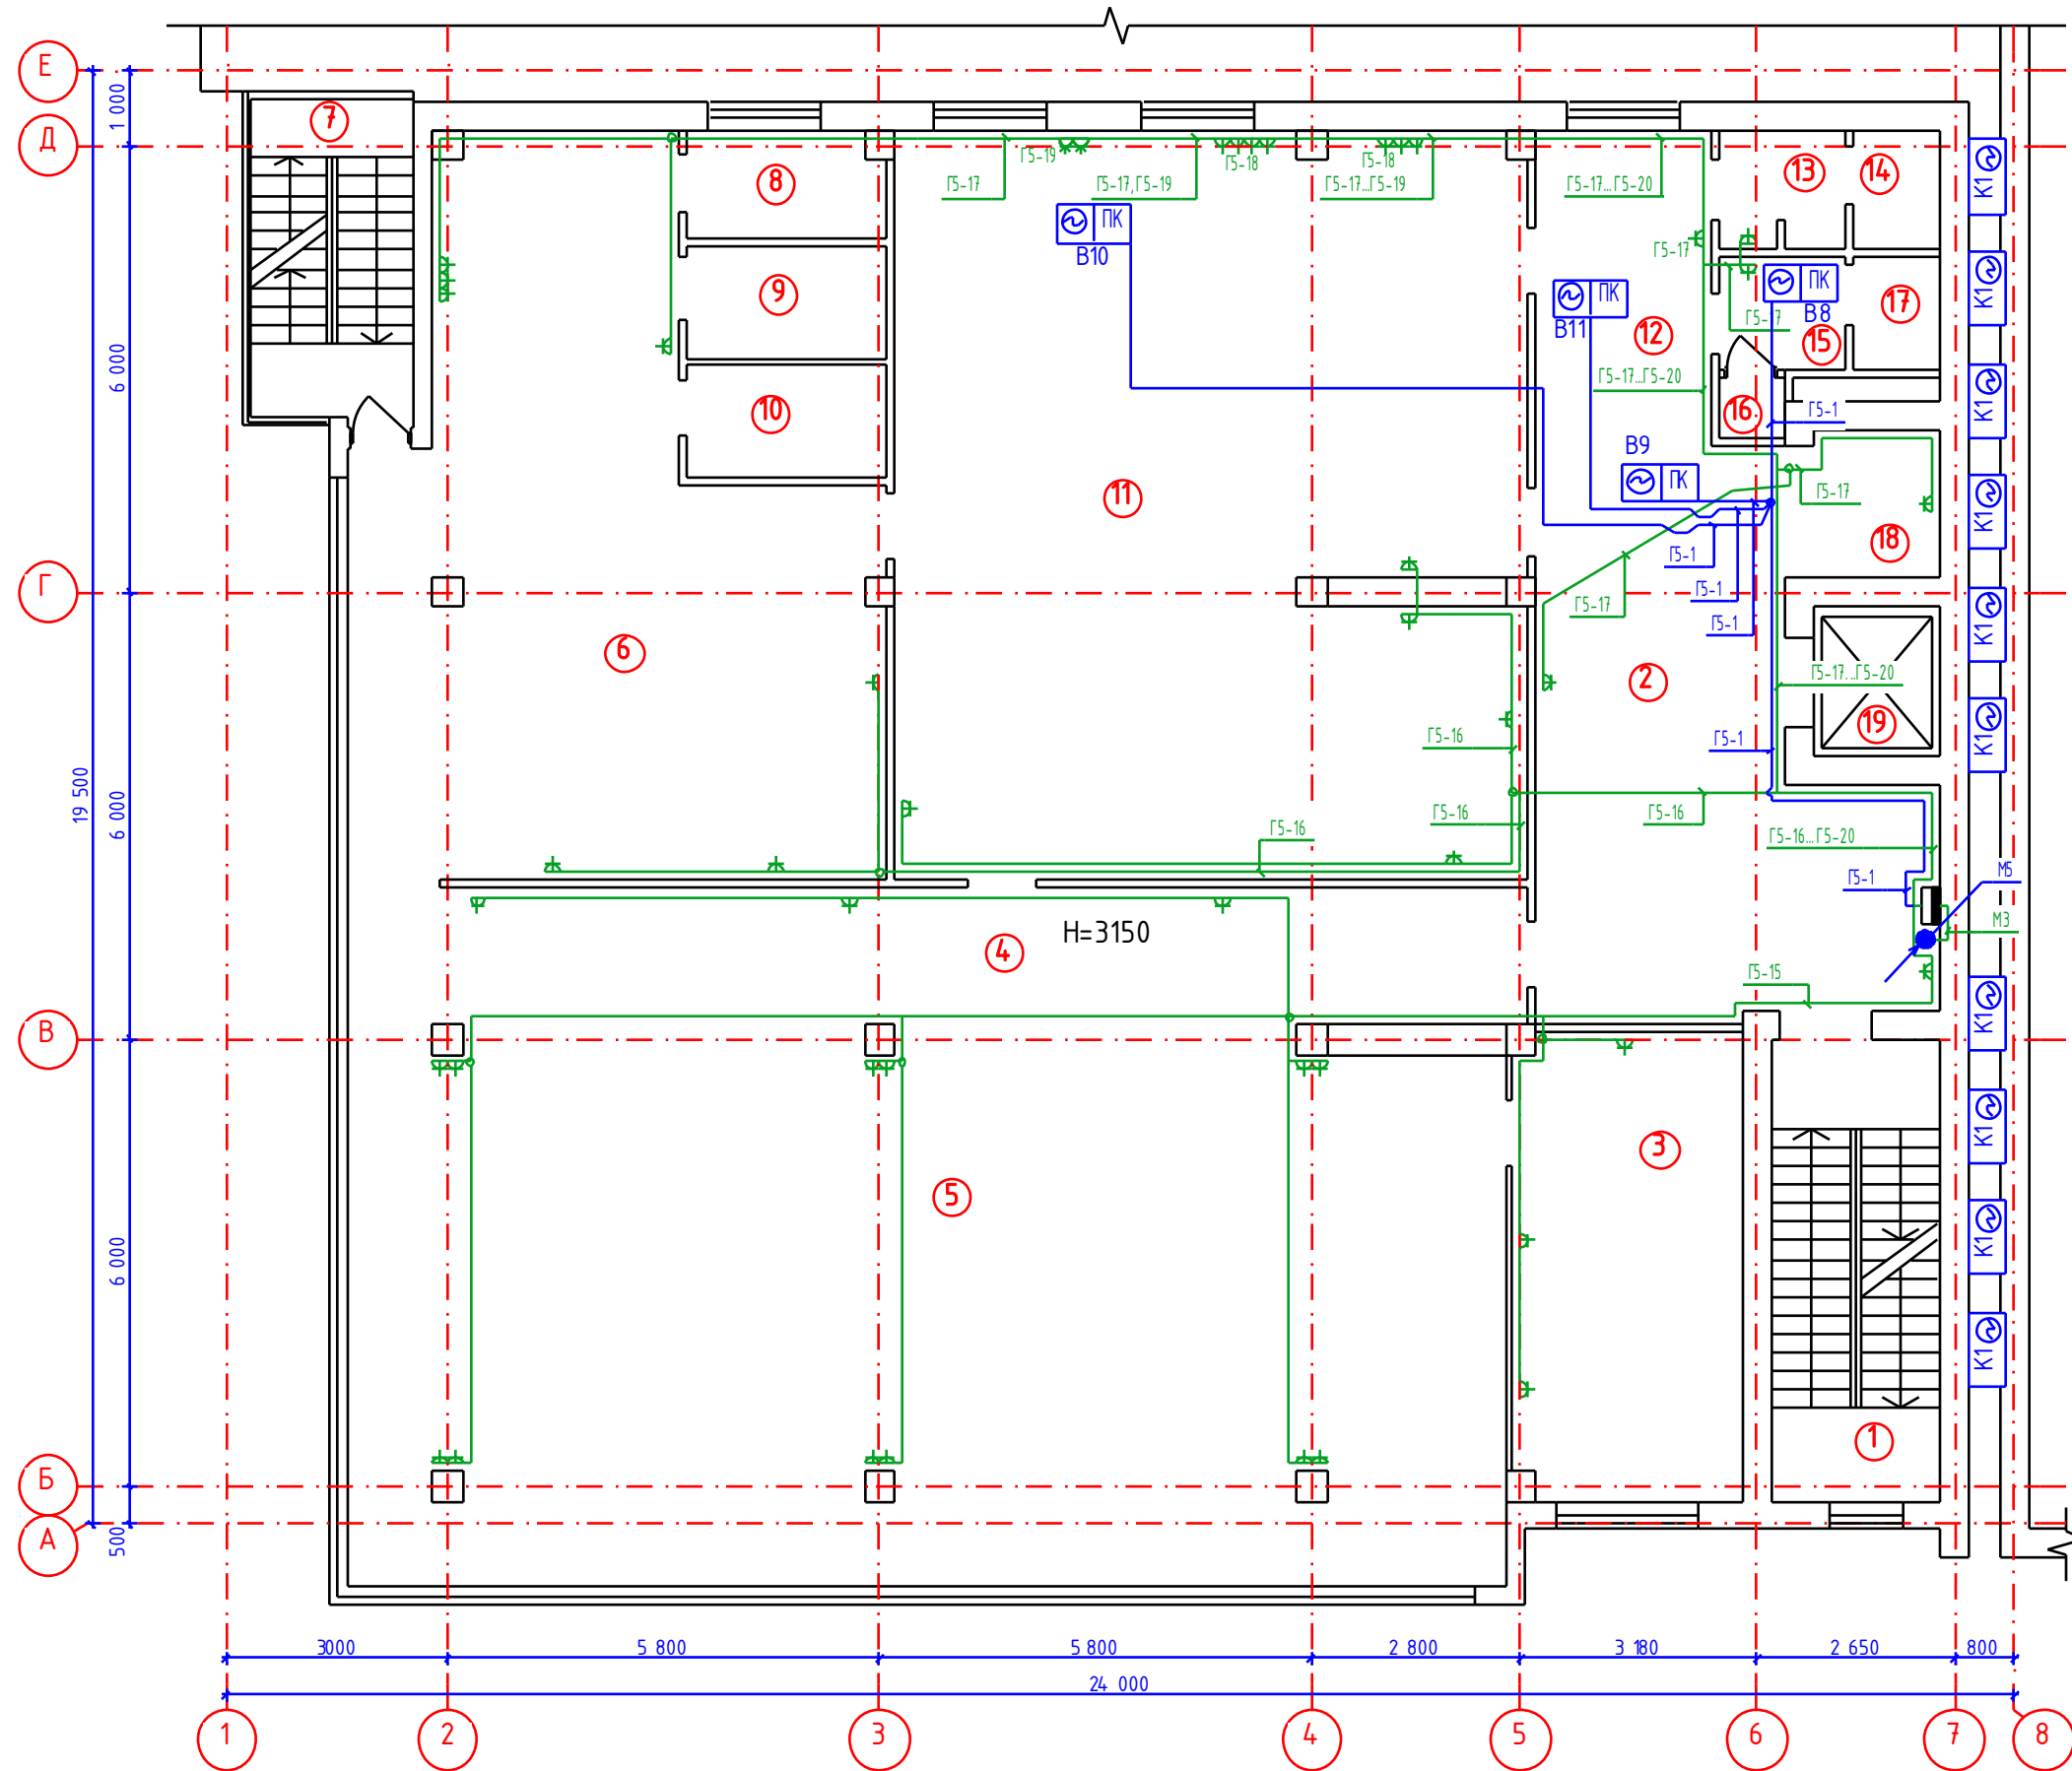 Е
Д
Г
В
Б
А
1 000
6 000
6 000
6 000
500
19 500
7
8
9
10
11
12
13
14
15
16
17
18
19
6
2
4
5
3
1
Г5-17
Г5-19
Г5-17,Г5-19
Г5-18
Г5-18
Г5-17...Г5-19
Г5-17...Г5-20
Г5-17
Г5-17
Г5-17...Г5-20
ПК
В10
ПК
В11
ПК
В8
В9
ПК
Г5-1
Г5-17
Г5-1
Г5-1
Г5-1
Г5-17
Г5-17...Г5-20
Г5-1
Г5-16
Г5-16
Г5-16
Г5-16
Г5-16...Г5-20
Г5-1
М5
М3
Г5-15
Н=3150
К1
К1
К1
К1
К1
К1
К1
К1
К1
К1
3000
5 800
5 800
2 800
3 180
2 650
800
24 000
1
2
3
4
5
6
7
8